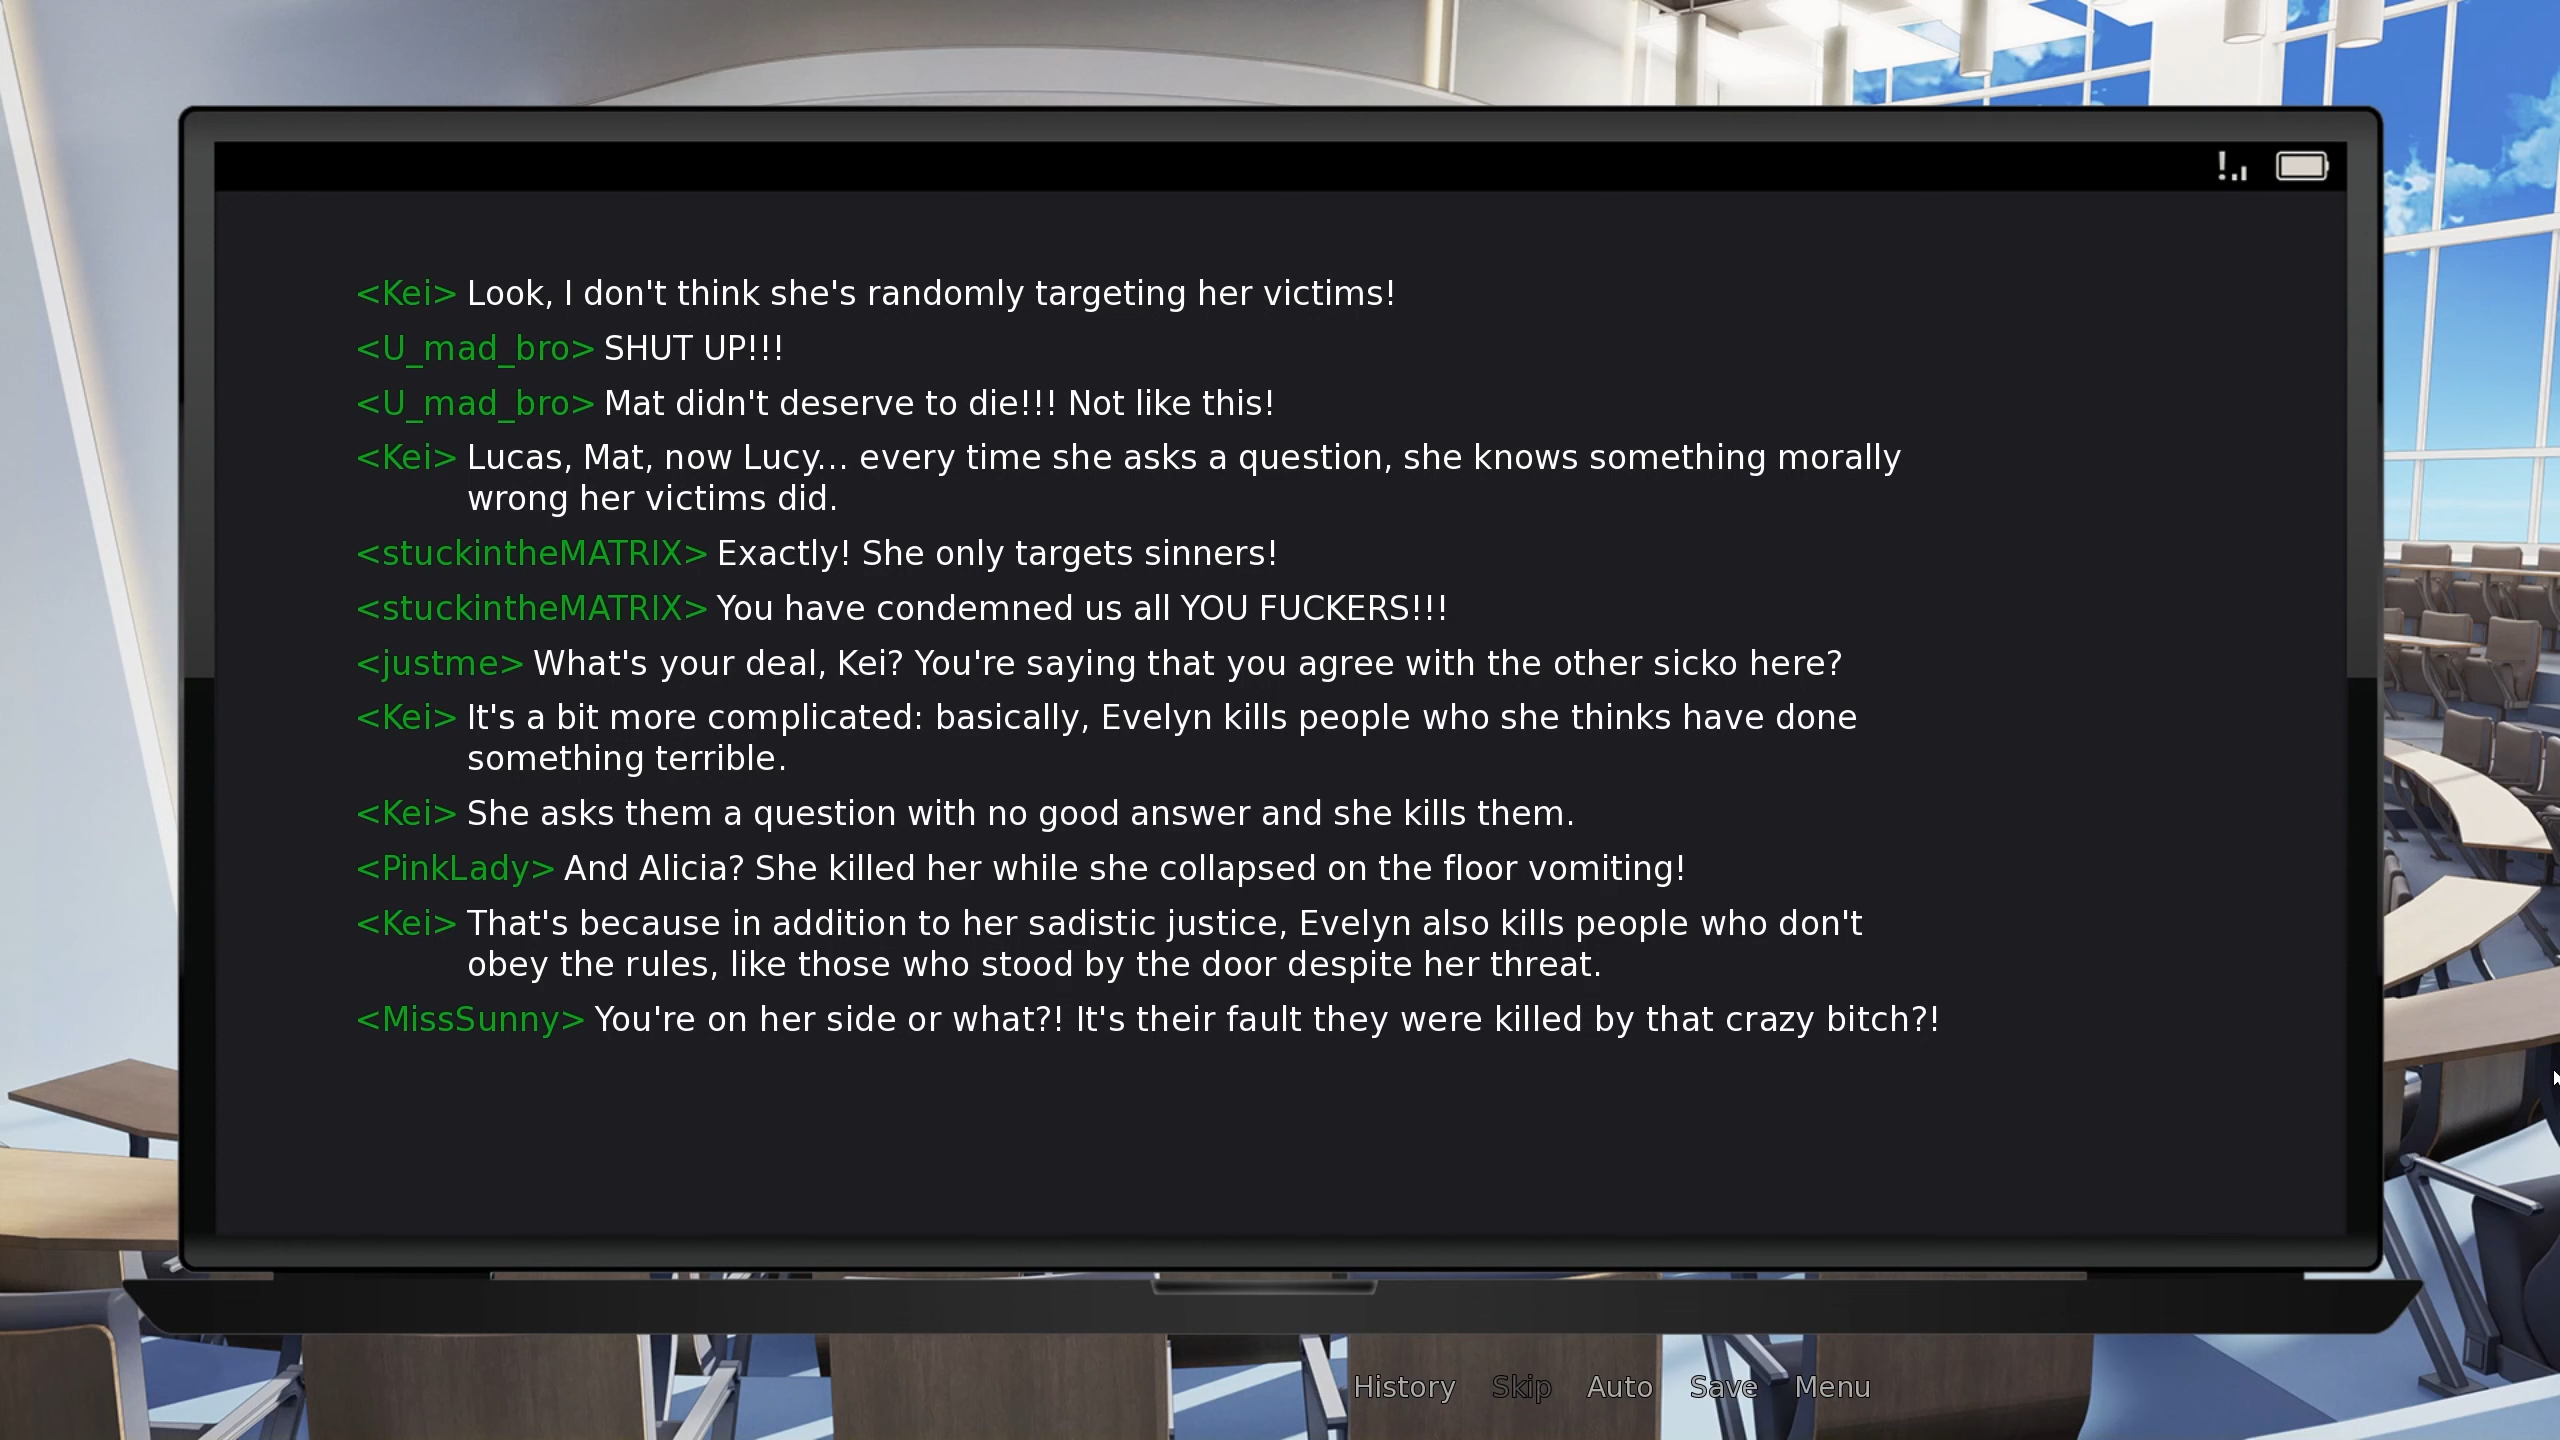 <Kei> Look, I don't think she's randomly targeting her victims!
<U_mad_bro> SHUT UP!!!
<U_mad_bro> Mat didn't deserve to die!!! Not like this!
<Kei> Lucas, Mat, now Lucy... every time she asks a question, she knows something morally
wrong her victims did.
<stuckintheMATRIX> Exactly! She only targets sinners!
<stuckintheMATRIX> You have condemned us all YOU FUCKERS!!!
<justme> What's your deal, Kei? You're saying that you agree with the other sicko here?
<Kei> It's a bit more complicated: basically, Evelyn kills people who she thinks have done
something terrible.
<Kei> She asks them a question with no good answer and she kills them.
<PinkLady> And Alicia? She killed her while she collapsed on the floor vomiting!
<Kei> That's because in addition to her sadistic justice, Evelyn also kills people who don't
obey the rules, like those who stood by the door despite her threat.
<MissSunny> You're on her side or what?! It's their fault they were killed by that crazy bitch?!
History Skip Auto Save Menu